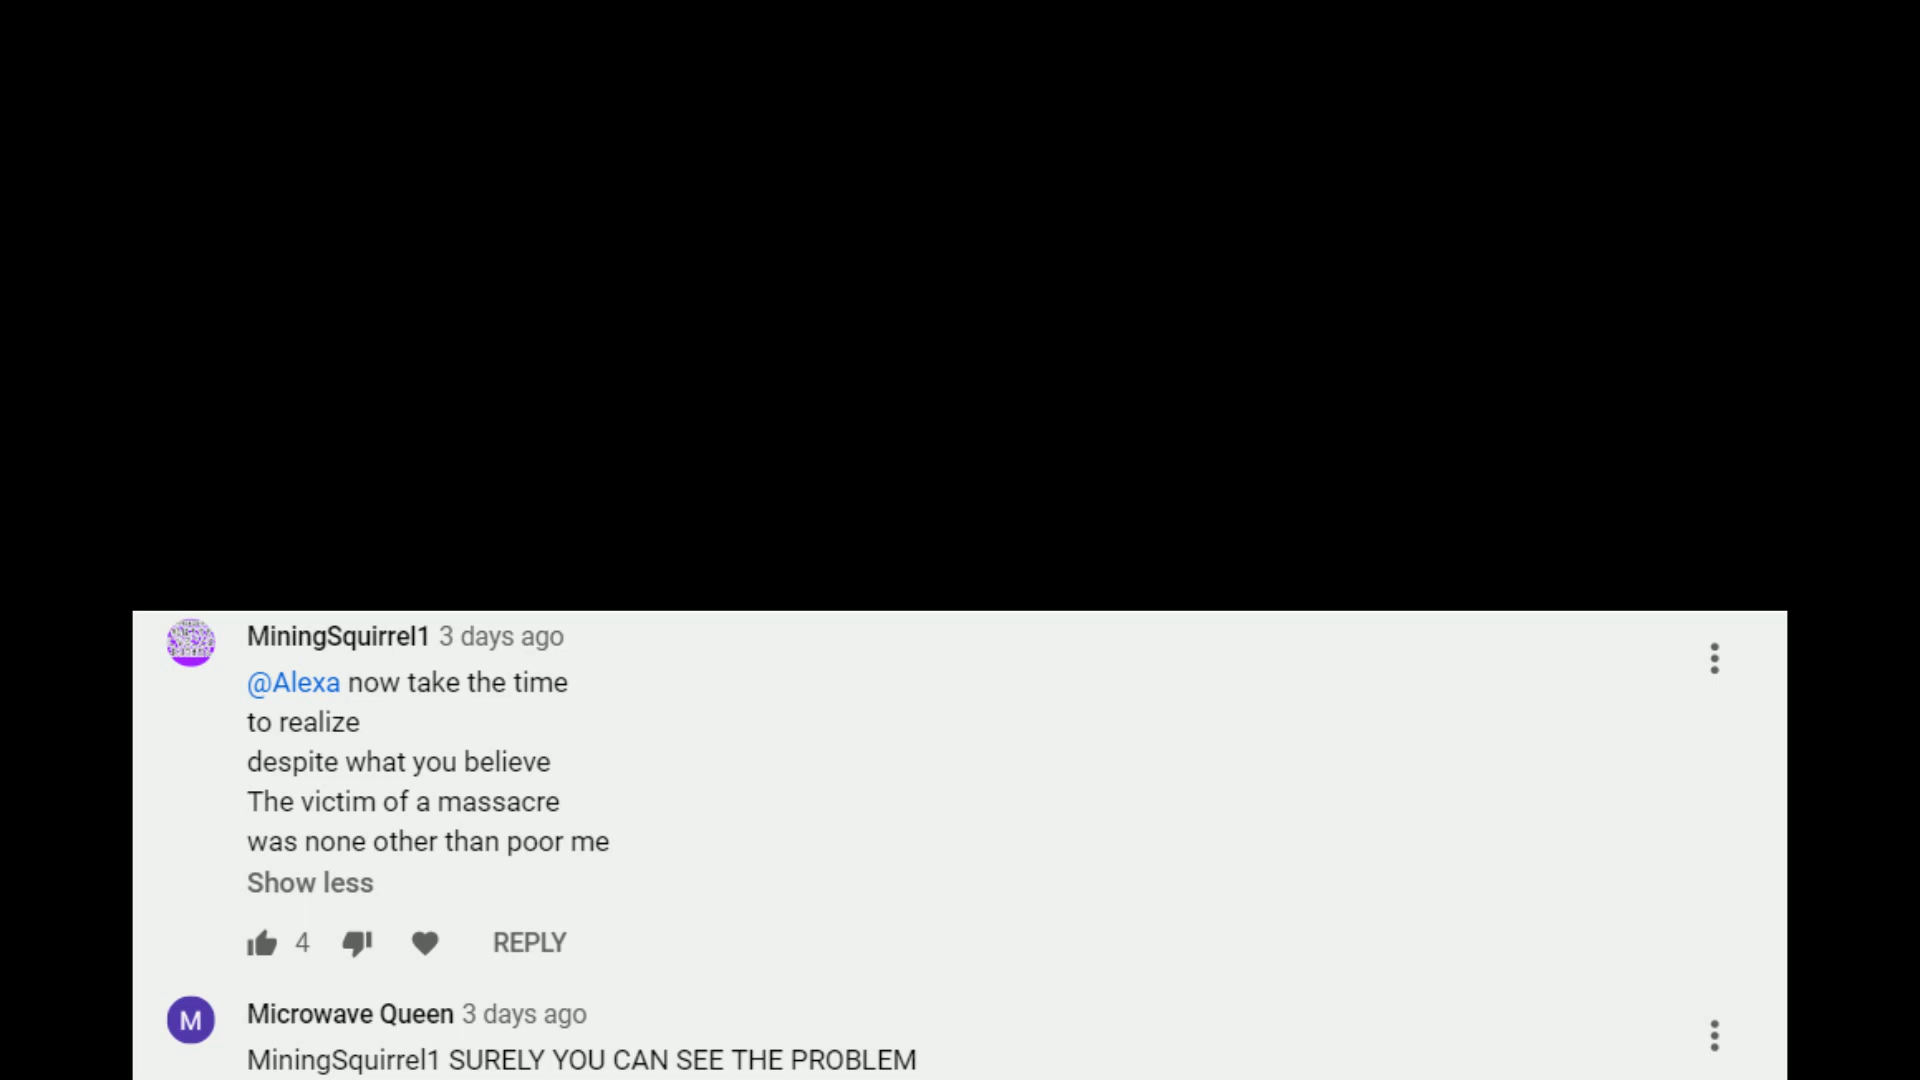 MiningSquirrel1 3 days ago
@Alexa now take the time
to realize
despite what you believe
The victim of a massacre
was none other than poor me
Show less
4 REPLY
M Microwave Queen 3 days ago
MiningSquirrel1 SURELY YOU CAN SEE THE PROBLEM